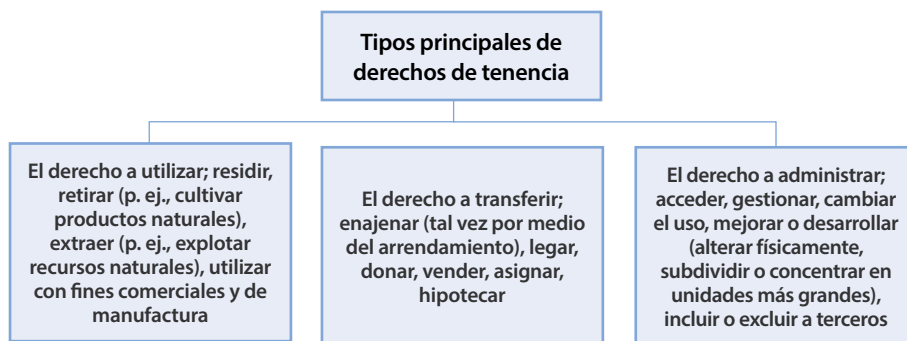 Tipos principales de
derechos de tenencia
El derecho a utilizar; residir,
retirar (p. ej., cultivar
productos naturales),
extraer (p. ej., explotar
recursos naturales), utilizar
con fines comerciales y de
manufactura
El derecho a transferir;
enajenar (tal vez por medio
del arrendamiento), legar,
donar, vender, asignar,
hipotecar
El derecho a administrar;
acceder, gestionar, cambiar
el uso, mejorar o desarrollar
(alterar físicamente,
subdividir o concentrar en
unidades más grandes),
incluir o excluir a terceros